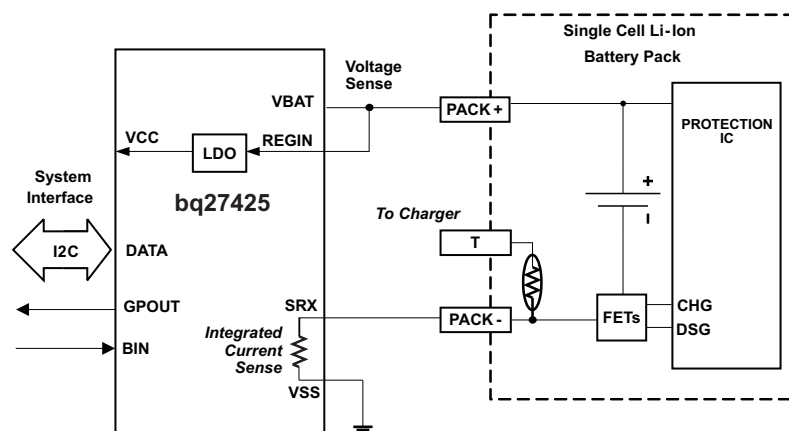 Single Cell Li-Ion
Battery Pack
Voltage
Sense
VBAT
PACK+
PROTECTION
IC
VCC
LDO
REGIN
+
System
Interface
bq27425
To Charger
T
I2C
DATA
GPOUT
SRX
PACK-
FETs
CHG
DSG
BIN
Integrated
Current
Sense
VSS